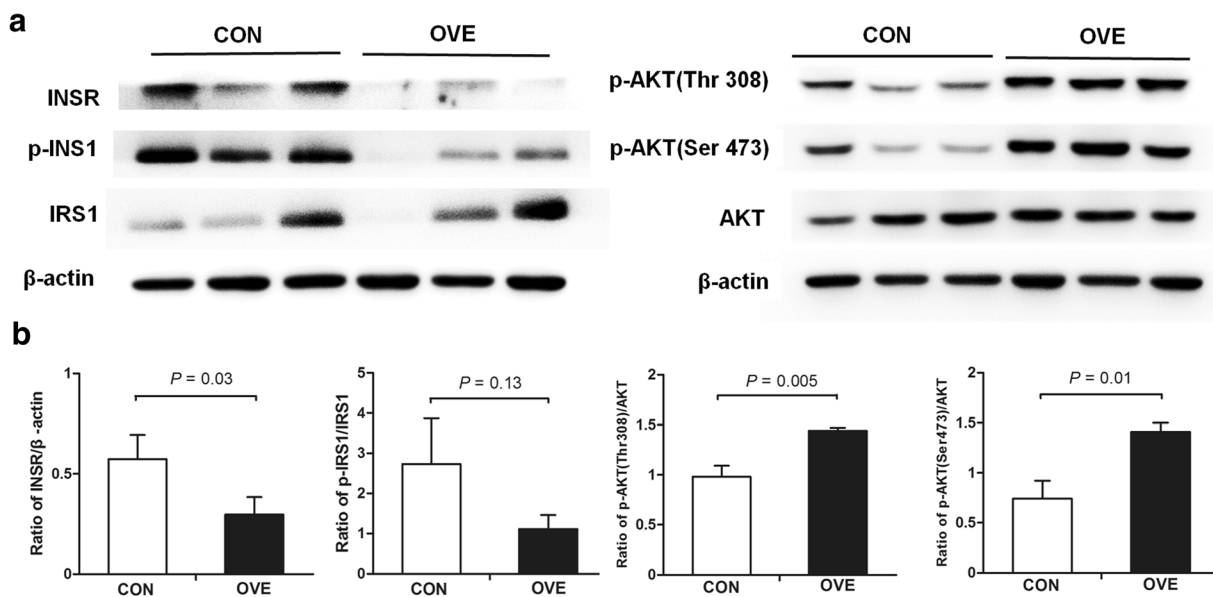 a
CON OVE
INSR
p-INS1
IRS1
β-actin
CON OVE
p-AKT(Thr 308)
p-AKT(Ser 473)
AKT
β-actin
b
Ratio of INSR/β -actin
1
0.5
0
P = 0.03
CON OVE
Ratio of p-IRS1/IRS1
5
4
3
2
1
0
P = 0.13
CON OVE
Ratio of p-AKT(Thr308)/AKT
2
1.5
1
0.5
0
P = 0.005
CON OVE
Ratio of p-AKT(Ser473)/AKT
2
1.5
1
0.5
0
P = 0.01
CON OVE